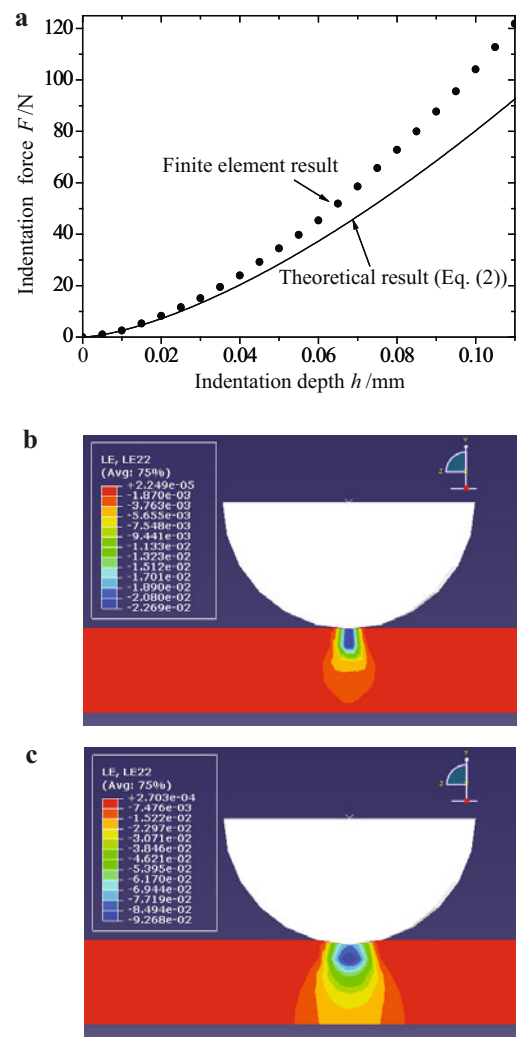 a
120
100
80
60
40
20
0
Indentation force F/N
Finite element result
Theoretical result (Eq. (2))
0
0.02
0.04
0.06
0.08
0.10
Indentation depth h/mm
b
LE, LE22
(Avg: 75%)
+2.249e-05
-1.870e-03
-3.763e-03
-5.655e-03
-7.548e-03
-9.441e-03
-1.133e-02
-1.323e-02
-1.512e-02
-1.701e-02
-1.890e-02
-2.080e-02
-2.269e-02
Y
Z
c
LE, LE22
(Avg: 75%)
+2.703e-04
-7.476e-03
-1.522e-02
-2.297e-02
-3.071e-02
-3.846e-02
-4.621e-02
-5.395e-02
-6.170e-02
-6.944e-02
-7.719e-02
-8.494e-02
-9.268e-02
Y
Z